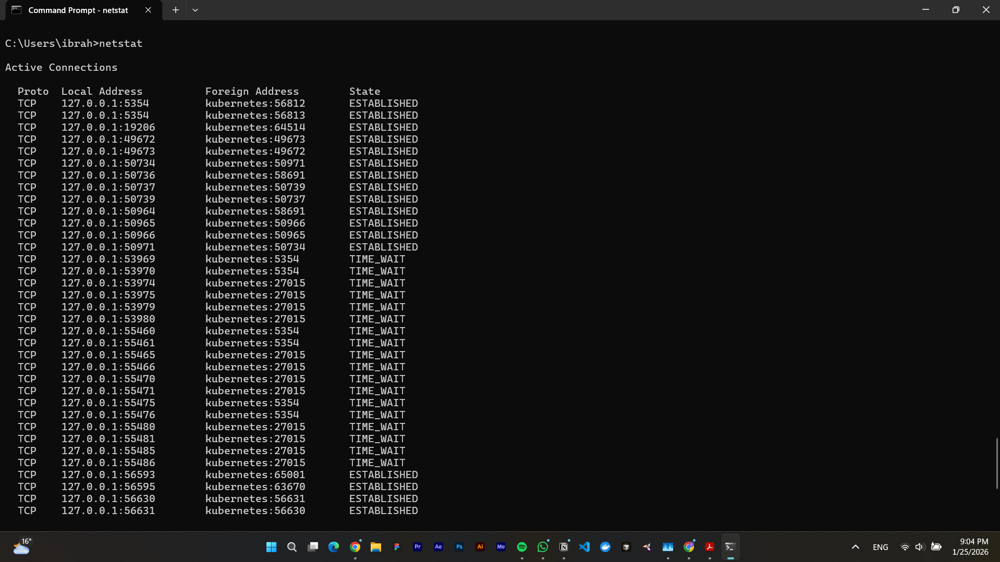 Command Prompt - netstat
C:\Users\ibrah>netstat
Active Connections
Proto  Local Address          Foreign Address        State
TCP    127.0.0.1:5354         kubernetes:56812       ESTABLISHED
TCP    127.0.0.1:5354         kubernetes:56813       ESTABLISHED
TCP    127.0.0.1:19206        kubernetes:64514       ESTABLISHED
TCP    127.0.0.1:49672        kubernetes:49673       ESTABLISHED
TCP    127.0.0.1:49673        kubernetes:49672       ESTABLISHED
TCP    127.0.0.1:50734        kubernetes:50971       ESTABLISHED
TCP    127.0.0.1:50736        kubernetes:58691       ESTABLISHED
TCP    127.0.0.1:50737        kubernetes:50739       ESTABLISHED
TCP    127.0.0.1:50739        kubernetes:50737       ESTABLISHED
TCP    127.0.0.1:50964        kubernetes:58691       ESTABLISHED
TCP    127.0.0.1:50965        kubernetes:50966       ESTABLISHED
TCP    127.0.0.1:50966        kubernetes:50965       ESTABLISHED
TCP    127.0.0.1:50971        kubernetes:50734       ESTABLISHED
TCP    127.0.0.1:53969        kubernetes:5354        TIME_WAIT
TCP    127.0.0.1:53970        kubernetes:5354        TIME_WAIT
TCP    127.0.0.1:53974        kubernetes:27015       TIME_WAIT
TCP    127.0.0.1:53975        kubernetes:27015       TIME_WAIT
TCP    127.0.0.1:53979        kubernetes:27015       TIME_WAIT
TCP    127.0.0.1:53980        kubernetes:27015       TIME_WAIT
TCP    127.0.0.1:55460        kubernetes:5354        TIME_WAIT
TCP    127.0.0.1:55461        kubernetes:5354        TIME_WAIT
TCP    127.0.0.1:55465        kubernetes:27015       TIME_WAIT
TCP    127.0.0.1:55466        kubernetes:27015       TIME_WAIT
TCP    127.0.0.1:55470        kubernetes:27015       TIME_WAIT
TCP    127.0.0.1:55471        kubernetes:27015       TIME_WAIT
TCP    127.0.0.1:55475        kubernetes:5354        TIME_WAIT
TCP    127.0.0.1:55476        kubernetes:5354        TIME_WAIT
TCP    127.0.0.1:55480        kubernetes:27015       TIME_WAIT
TCP    127.0.0.1:55481        kubernetes:27015       TIME_WAIT
TCP    127.0.0.1:55485        kubernetes:27015       TIME_WAIT
TCP    127.0.0.1:55486        kubernetes:27015       TIME_WAIT
TCP    127.0.0.1:56593        kubernetes:65001       ESTABLISHED
TCP    127.0.0.1:56595        kubernetes:63670       ESTABLISHED
TCP    127.0.0.1:56630        kubernetes:56631       ESTABLISHED
TCP    127.0.0.1:56631        kubernetes:56630       ESTABLISHED
16°
Pr Ae Ps Ai Me
ENG
9:04 PM
1/25/2026